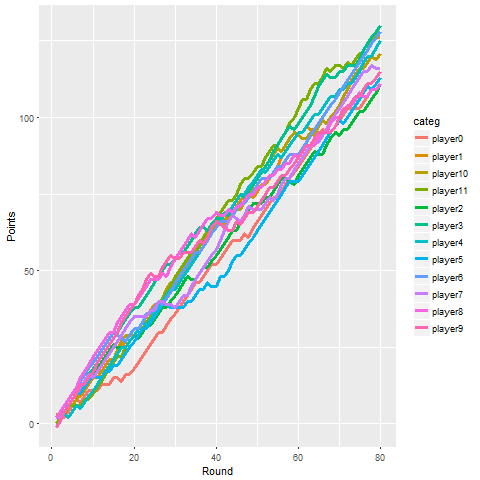 100
50
0
0
20
40
60
80
Round
Points
categ
player0
player1
player10
player11
player2
player3
player4
player5
player6
player7
player8
player9